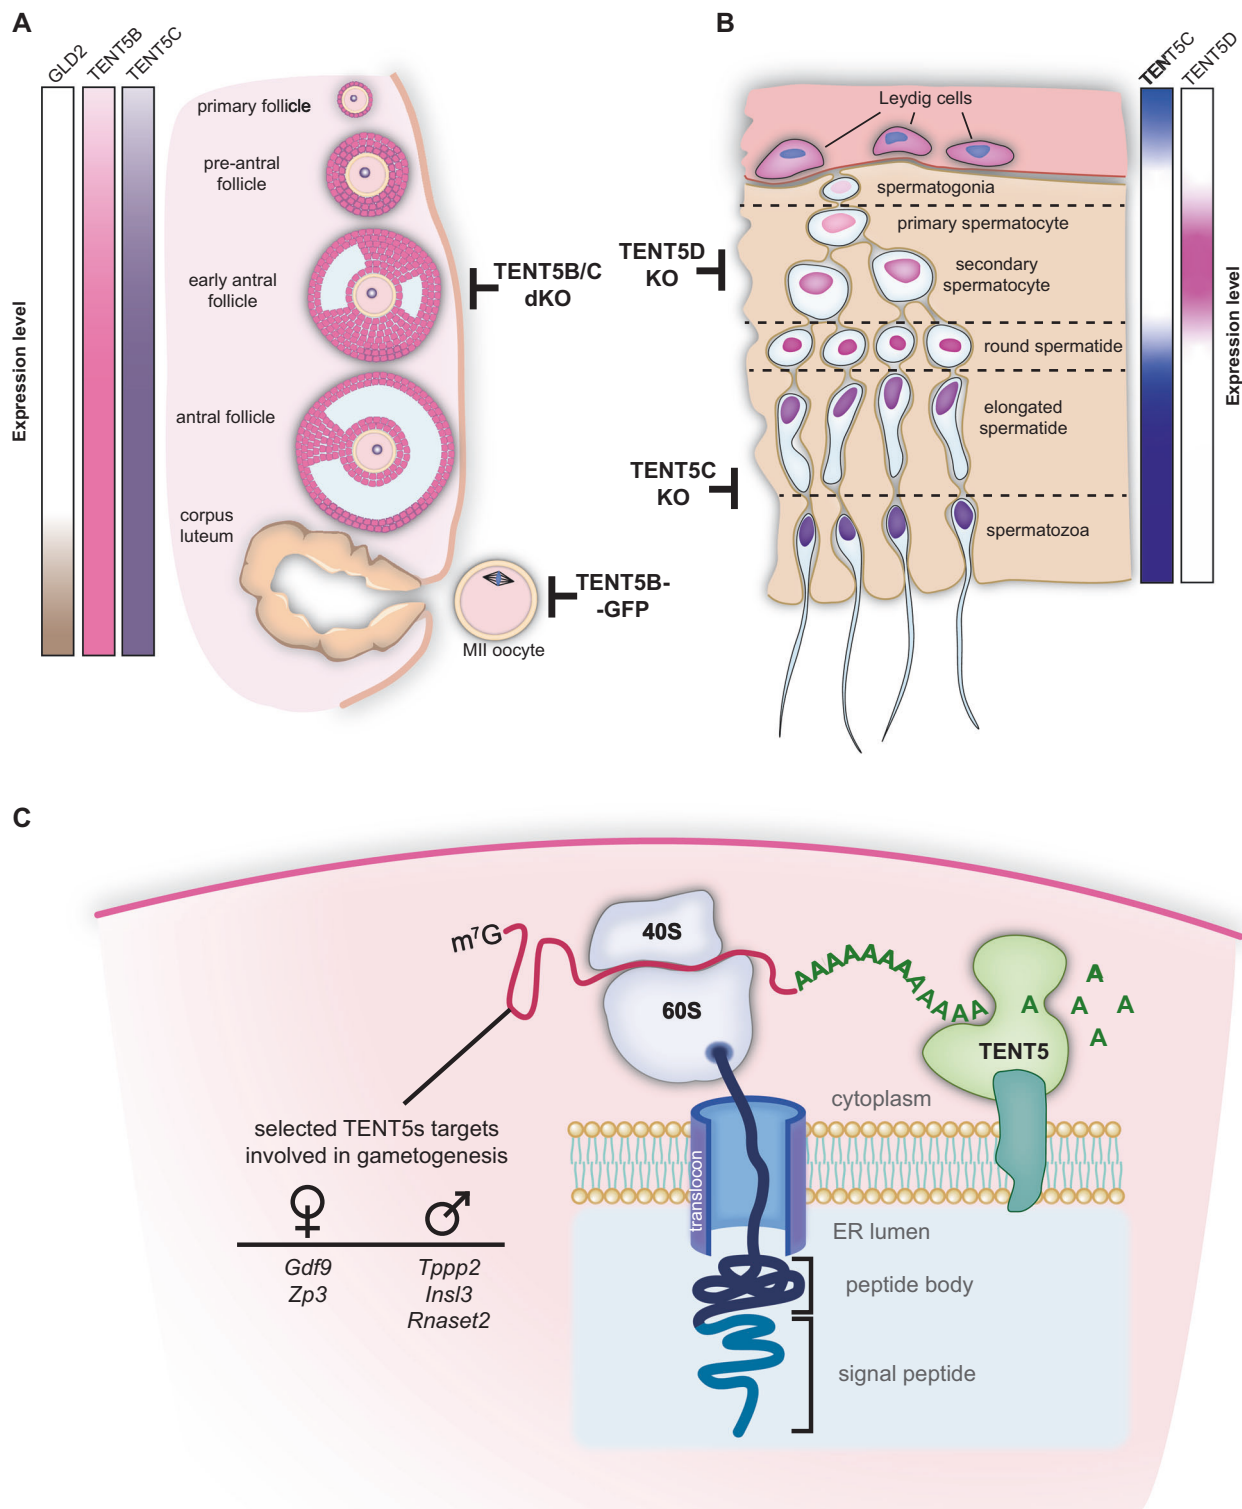 A
GLD2
TENT5B
TENT5C
Expression level
primary follicle
pre-antral
follicle
early antral
follicle
antral follicle
corpus
luteum
TENT5B/C
dKO
TENT5B-
-GFP
MII oocyte
B
TENT5C
TENT5D
Expression level
Leydig cells
spermatogonia
primary spermatocyte
secondary
spermatocyte
round spermatide
elongated
spermatide
spermatozoa
TENT5D
KO
TENT5C
KO
C
m⁷G
40S
60S
AAAAAAAAAAAAAA
A
A
A
A
A
TENT5
cytoplasm
translocon
ER lumen
peptide body
signal peptide
selected TENT5s targets
involved in gametogenesis
♀ ♂
Gdf9 Tppp2
Zp3 Insl3
Rnaset2